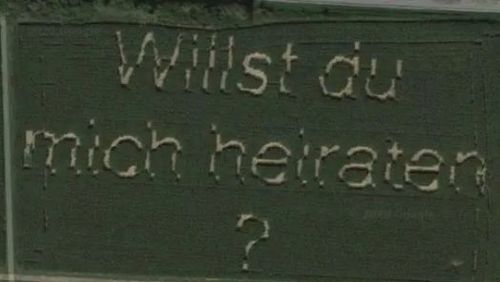 Willst du
mich heiraten
?